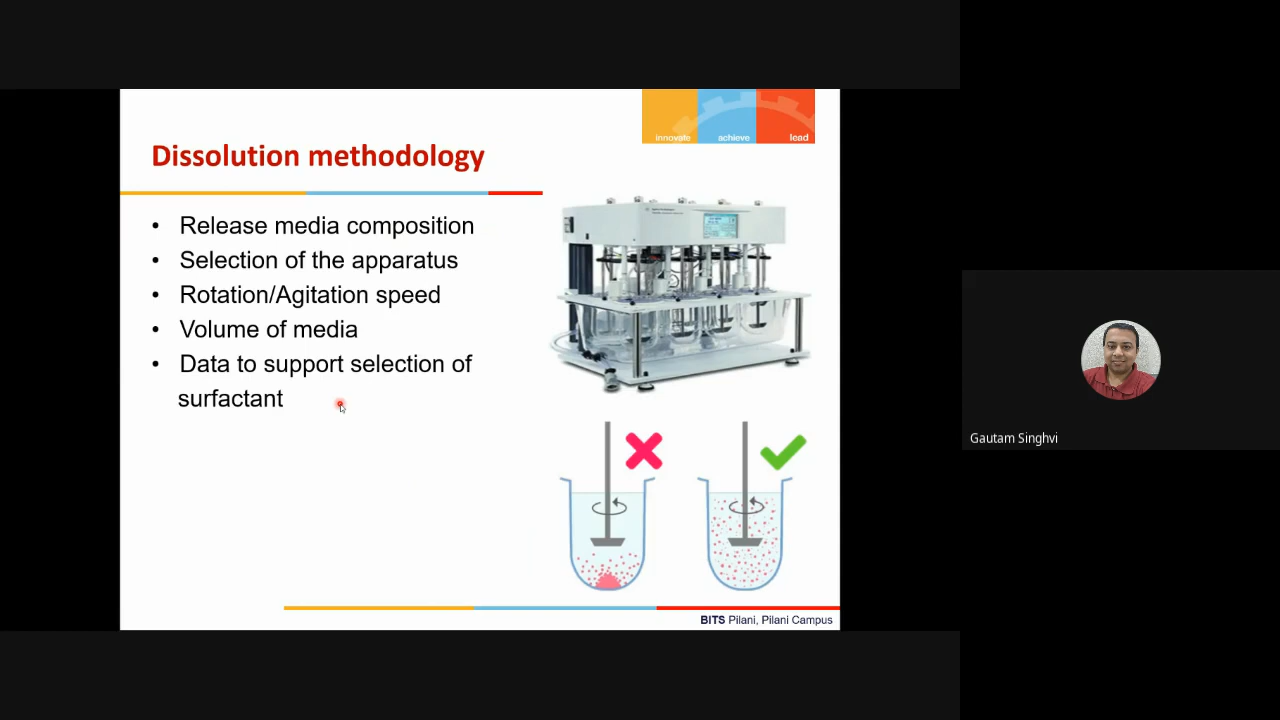 innovate achieve lead
Dissolution methodology
• Release media composition
• Selection of the apparatus
• Rotation/Agitation speed
• Volume of media
• Data to support selection of
surfactant
Gautam Singhvi
BITS Pilani, Pilani Campus